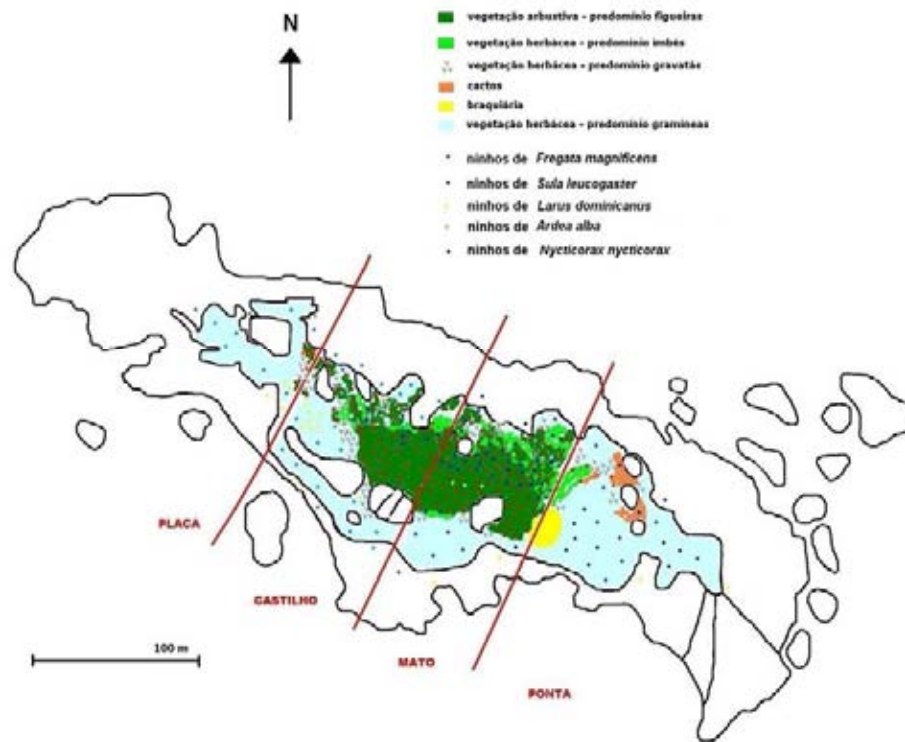 N
vegetação arbustiva – predomínio figueiras
vegetação herbácea – predomínio imbés
vegetação herbácea – predomínio gravatás
cactos
braquiária
vegetação herbácea – predomínio gramíneas
ninhos de Fregata magnificens
ninhos de Sula leucogaster
ninhos de Larus dominicanus
ninhos de Ardea alba
ninhos de Nycticorax nycticorax
PLACA
CASTILHO
MATO
PONTA
100 m